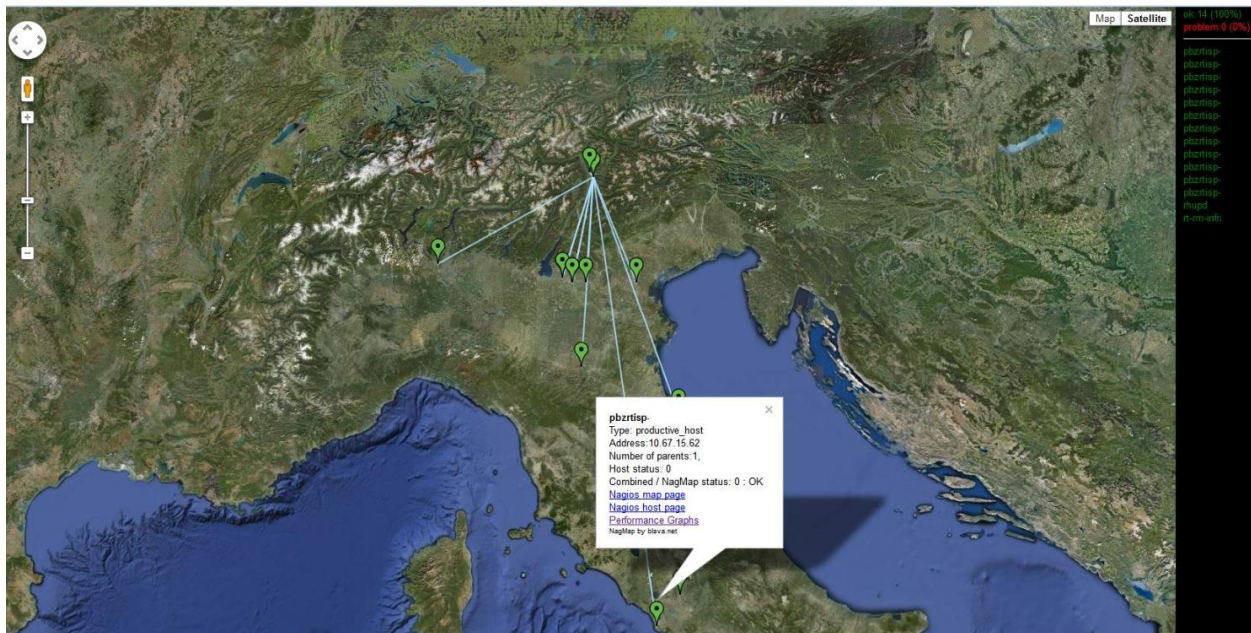 Map Satellite
ok:14 (100%)
problem:0 (0%)
pbzrtisp-
pbzrtisp-
pbzrtisp-
pbzrtisp-
pbzrtisp-
pbzrtisp-
pbzrtisp-
pbzrtisp-
pbzrtisp-
pbzrtisp-
pbzrtisp-
pbzrtisp-
rhupd
rt-rm-infri
pbzrtisp-
Type: productive_host
Address:10.67.15.62
Number of parents:1,
Host status: 0
Combined / NagMap status: 0 : OK
Nagios map page
Nagios host page
Performance Graphs
NagMap by blava.net